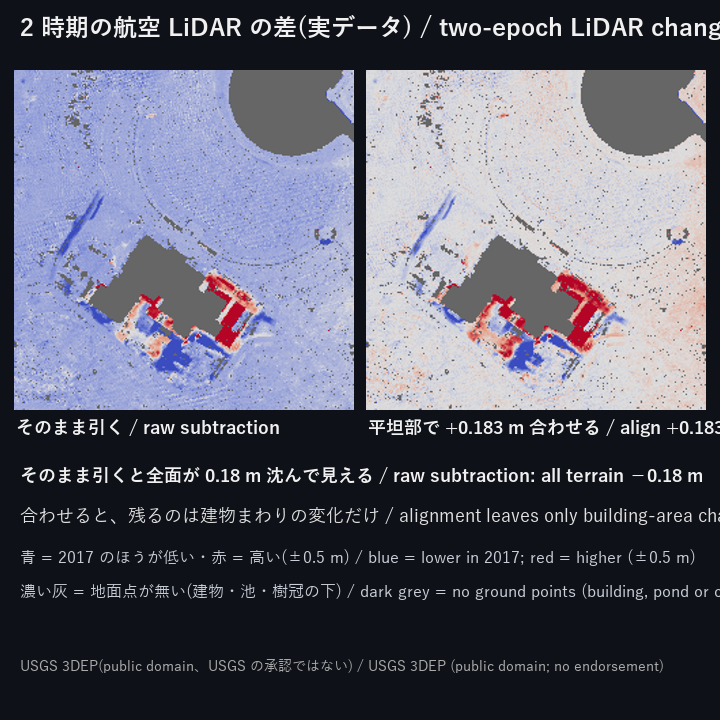 2 時期の航空 LiDAR の差(実データ) / two-epoch LiDAR chang
そのまま引く / raw subtraction
平坦部で +0.183 m 合わせる / align +0.183
そのまま引くと全面が 0.18 m 沈んで見える / raw subtraction: all terrain −0.18 m
合わせると、残るのは建物まわりの変化だけ / alignment leaves only building-area cha
青 = 2017 のほうが低い・赤 = 高い(±0.5 m) / blue = lower in 2017; red = higher (±0.5 m)
濃い灰 = 地面点が無い(建物・池・樹冠の下) / dark grey = no ground points (building, pond or c
USGS 3DEP(public domain、USGS の承認ではない) / USGS 3DEP (public domain; no endorsement)